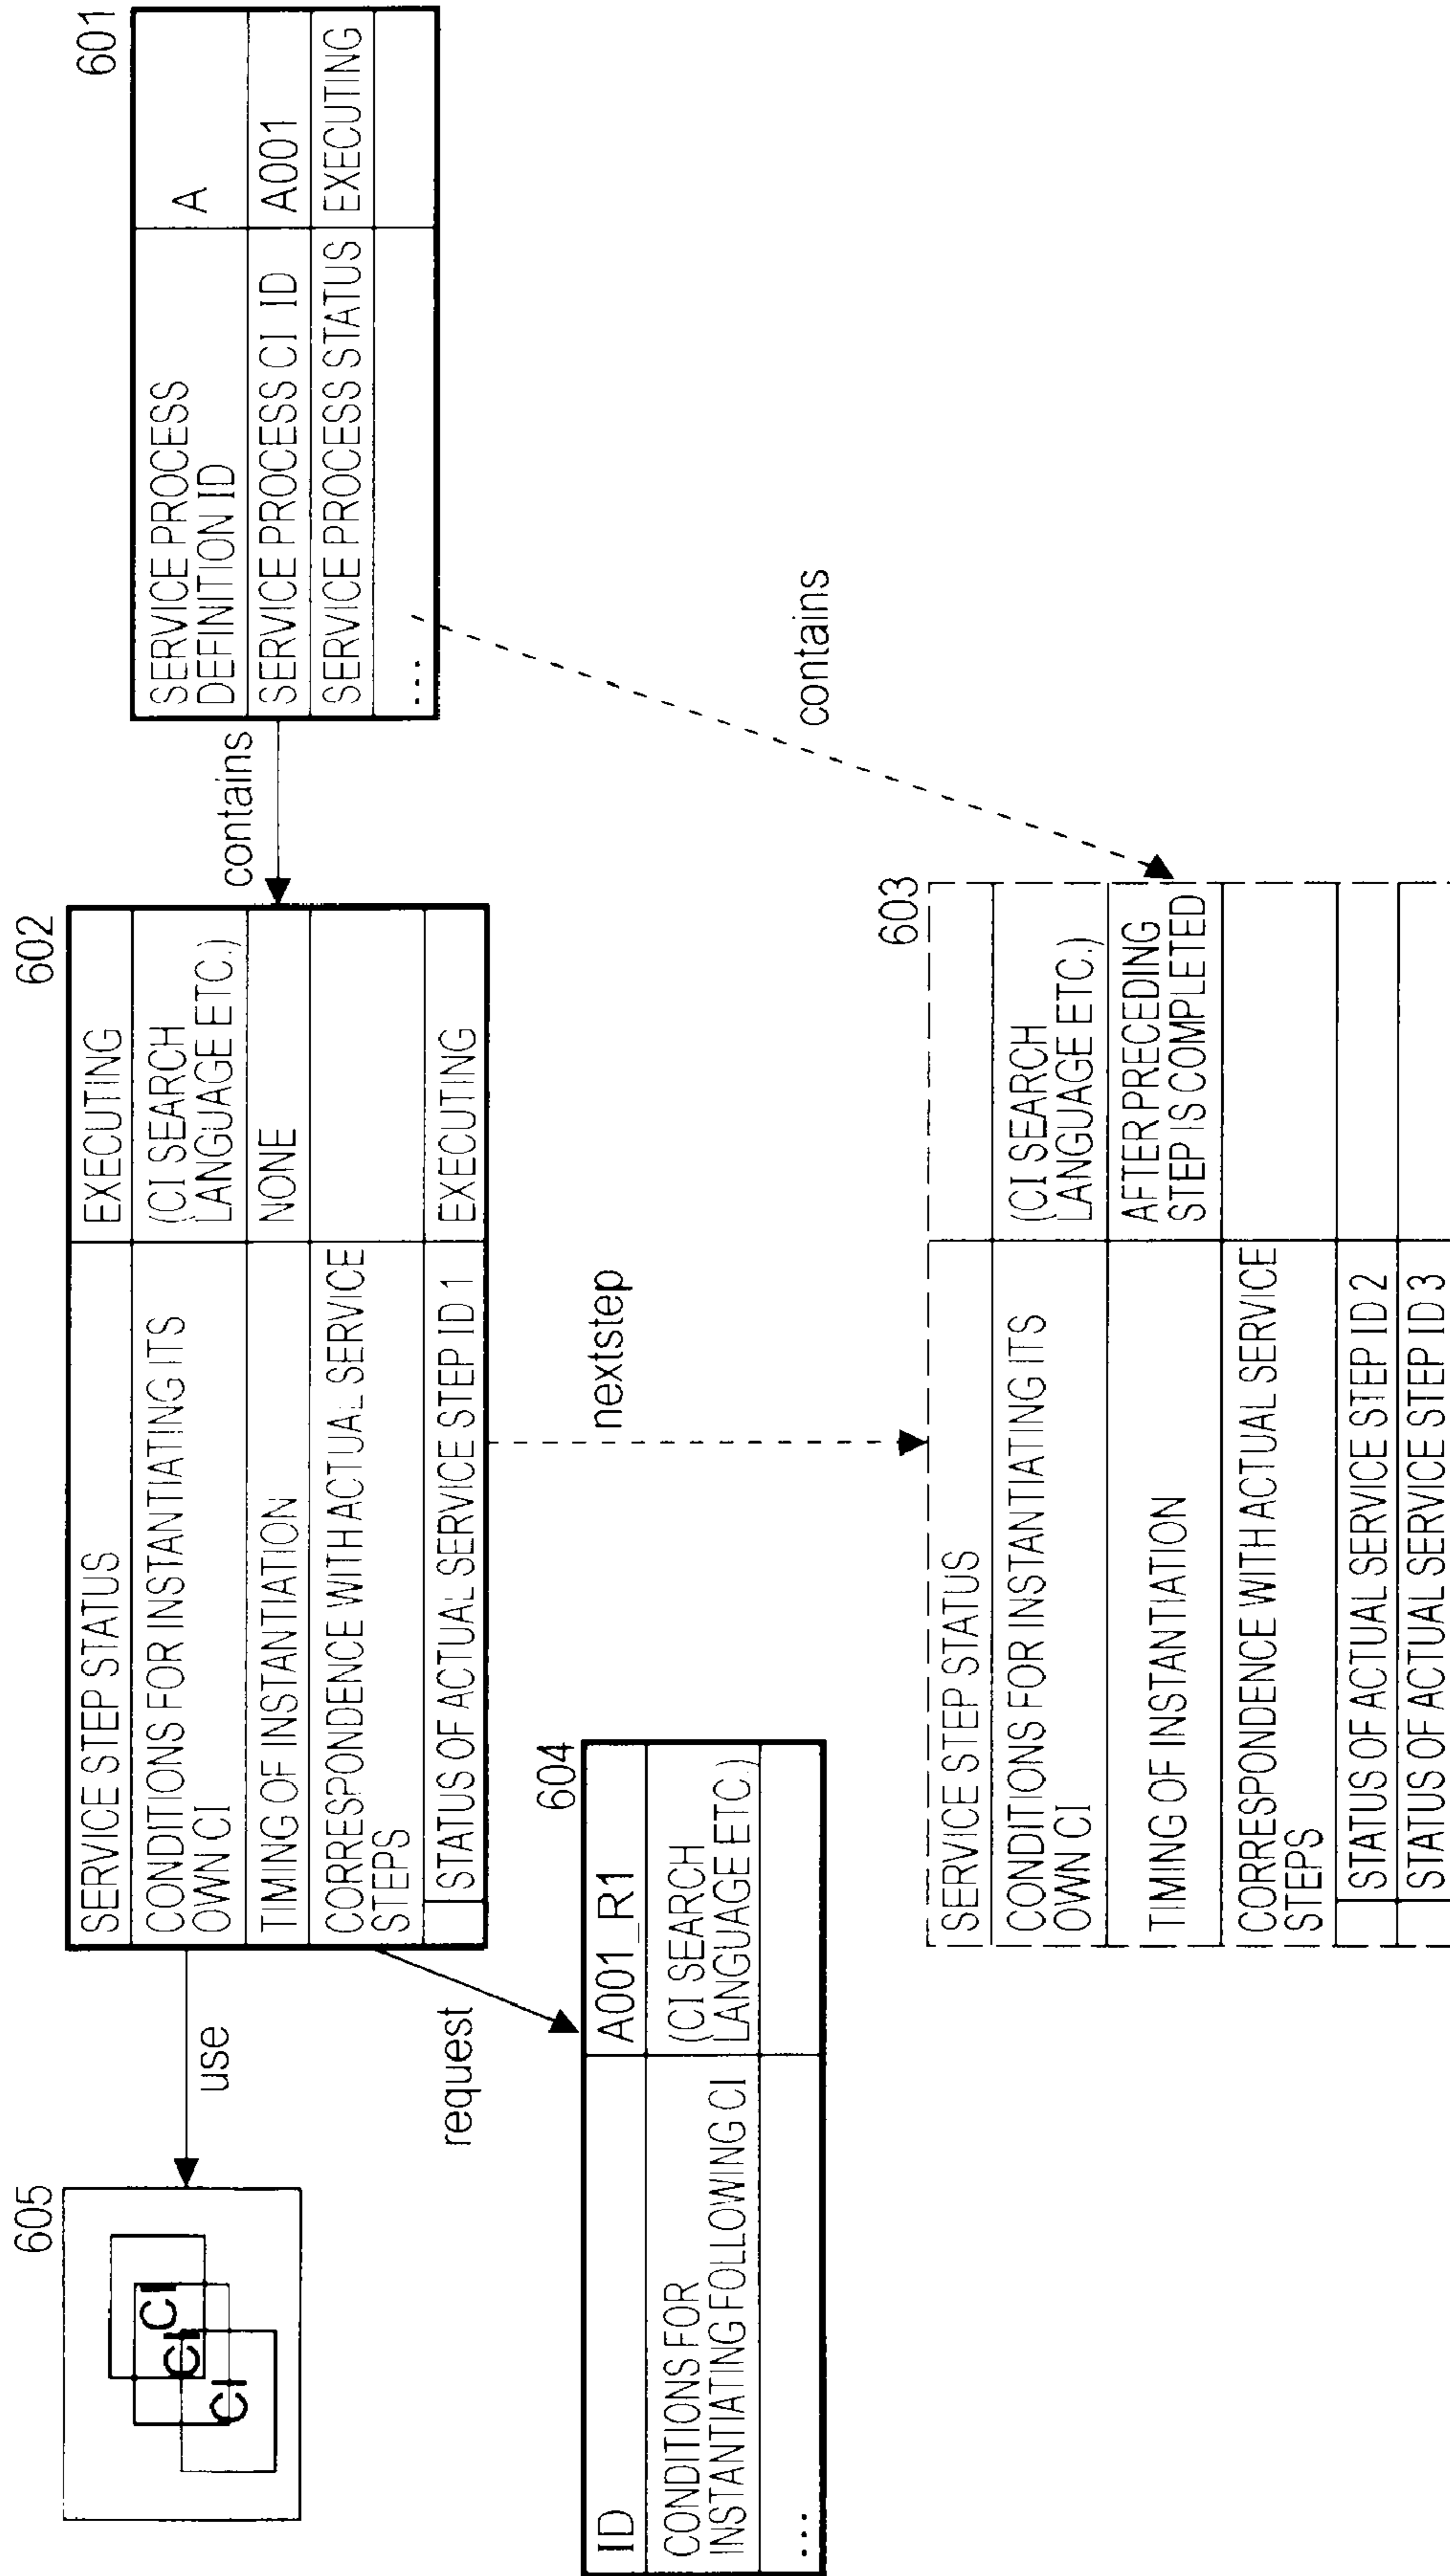 605
CI
CI
CI
use
602
SERVICE STEP STATUS
EXECUTING
CONDITIONS FOR INSTANTIATING ITS
OWN CI
(CI SEARCH
LANGUAGE ETC.)
TIMING OF INSTANTIATION
NONE
CORRESPONDENCE WITH ACTUAL SERVICE
STEPS
STATUS OF ACTUAL SERVICE STEP ID 1
EXECUTING
contains
601
SERVICE PROCESS
DEFINITION ID
A
SERVICE PROCESS CI ID
A001
SERVICE PROCESS STATUS
EXECUTING
...
request
604
ID
A001_R1
CONDITIONS FOR
INSTANTIATING FOLLOWING CI
(CI SEARCH
LANGUAGE ETC.)
...
nextstep
contains
603
SERVICE STEP STATUS
CONDITIONS FOR INSTANTIATING ITS
OWN CI
(CI SEARCH
LANGUAGE ETC.)
TIMING OF INSTANTIATION
AFTER PRECEDING
STEP IS COMPLETED
CORRESPONDENCE WITH ACTUAL SERVICE
STEPS
STATUS OF ACTUAL SERVICE STEP ID 2
STATUS OF ACTUAL SERVICE STEP ID 3